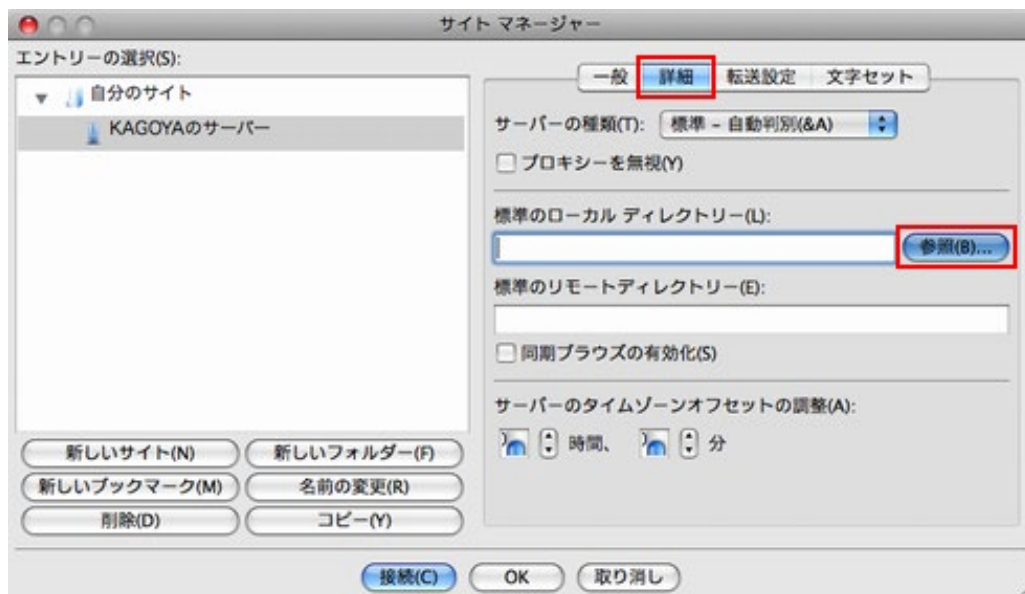 サイト マネージャー
エントリーの選択(S):
自分のサイト
KAGOYAのサーバー
新しいサイト(N)
新しいフォルダー(F)
新しいブックマーク(M)
名前の変更(R)
削除(D)
コピー(Y)
一般
詳細
転送設定
文字セット
サーバーの種類(T):
標準 - 自動判別(&A)
プロキシーを無視(Y)
標準のローカル ディレクトリー(L):
参照(B)...
標準のリモートディレクトリー(E):
同期ブラウズの有効化(S)
サーバーのタイムゾーンオフセットの調整(A):
時間、
分
接続(C)
OK
取り消し